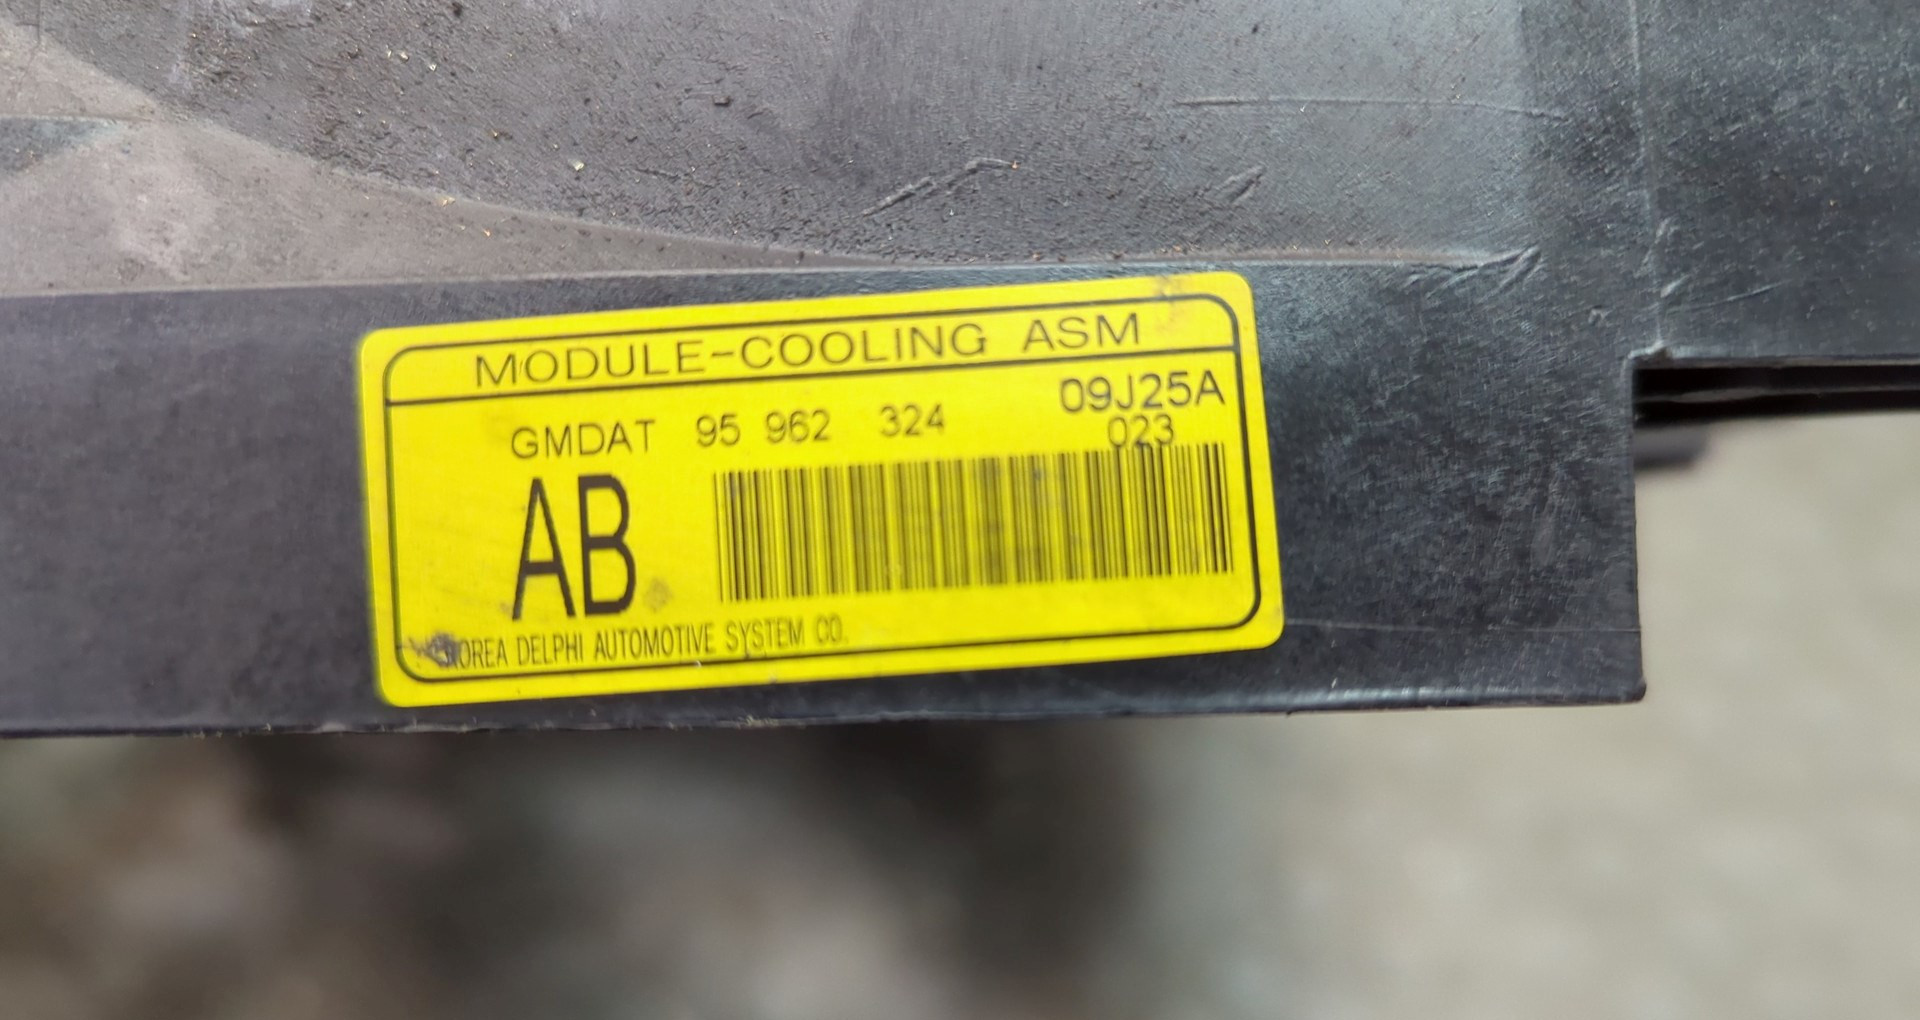 MODULE-COOLING ASM
GMDAT 95 962 324 09J25A
023
AB
KOREA DELPHI AUTOMOTIVE SYSTEM CO.